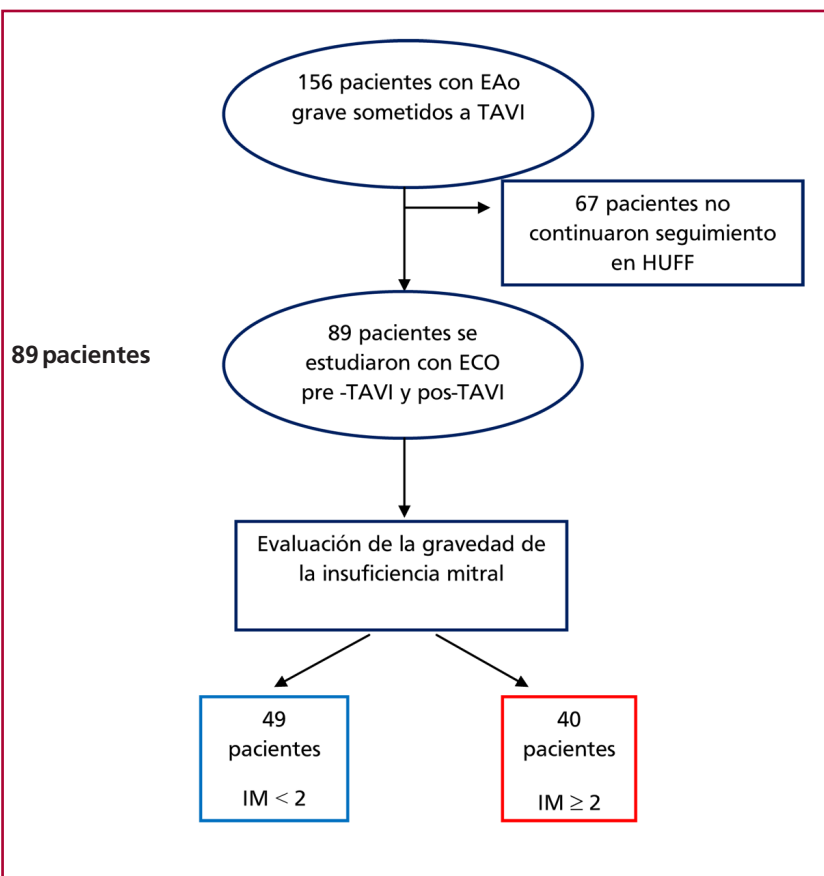 156 pacientes con EAo
grave sometidos a TAVI
67 pacientes no
continuaron seguimiento
en HUFF
89 pacientes
89 pacientes se
estudiaron con ECO
pre -TAVI y pos-TAVI
Evaluación de la gravedad de
la insuficiencia mitral
49
pacientes
IM < 2
40
pacientes
IM ≥ 2